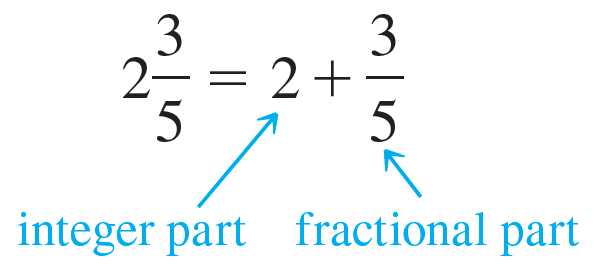 2 3/5 = 2 + 3/5
integer part fractional part